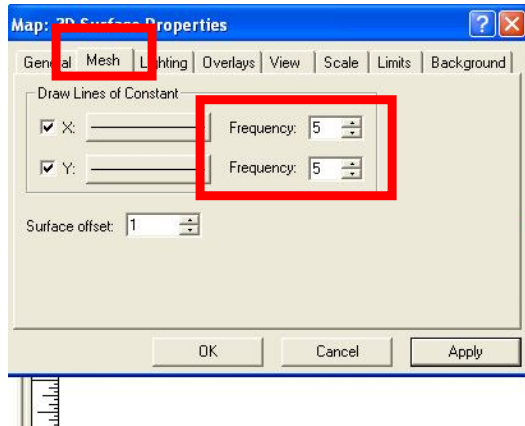 Map: 3D Surface Properties
General Mesh Lighting Overlays View Scale Limits Background
Draw Lines of Constant
X: Frequency: 5
Y: Frequency: 5
Surface offset: 1
OK Cancel Apply